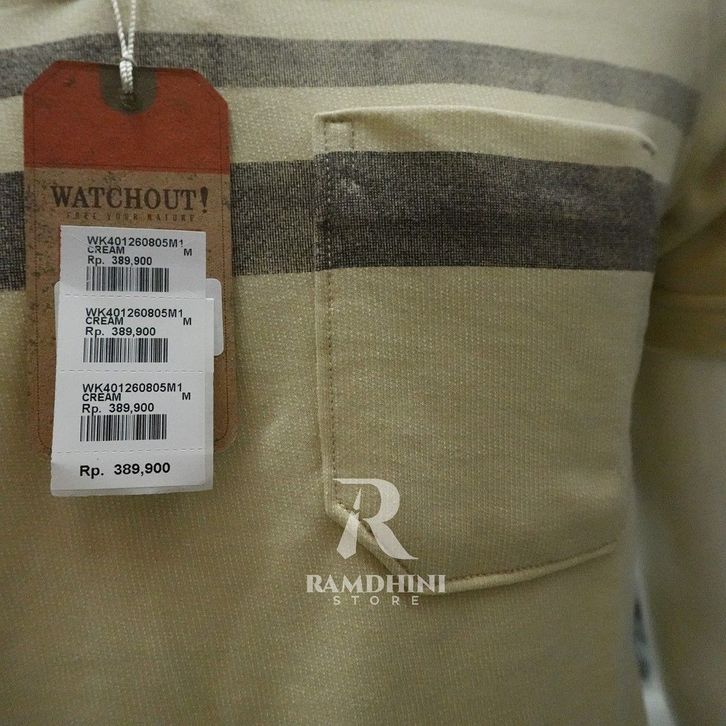 WATCHOUT!
FEEL YOUR NATURE
WK401260805M1
CREAM M
Rp. 389,900
WK401260805M1
CREAM M
Rp. 389,900
WK401260805M1
CREAM M
Rp. 389,900
Rp. 389,900
R
RAMDHINI
STORE